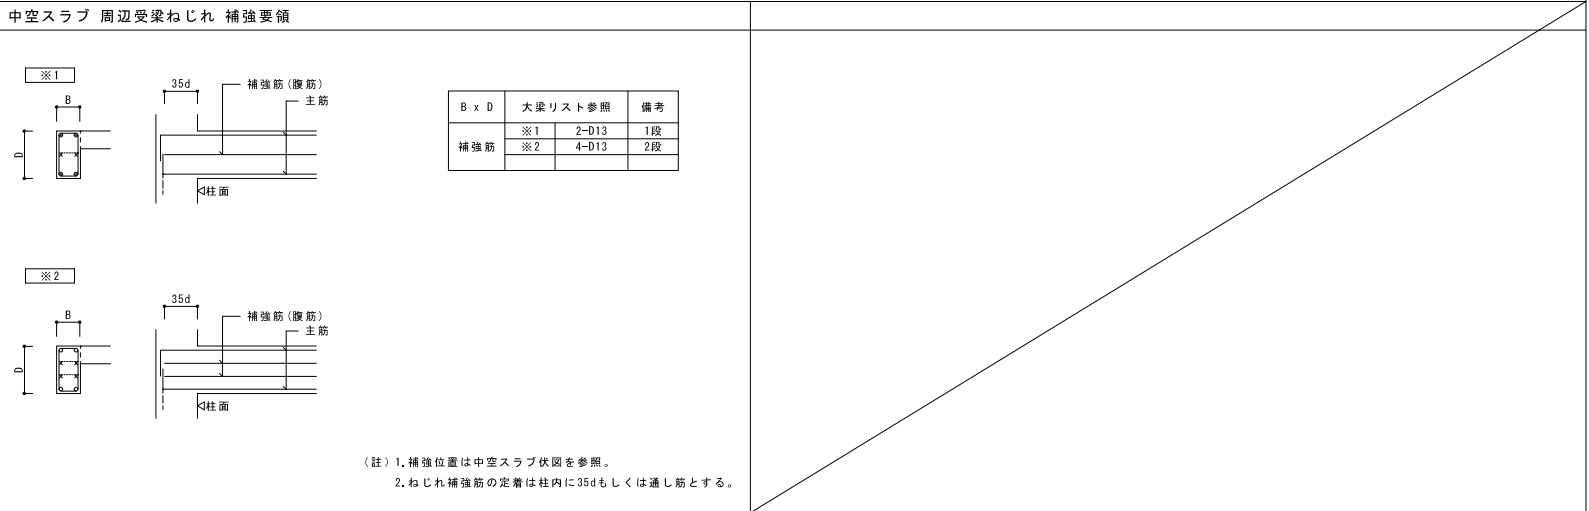 中空スラブ 周辺受梁ねじれ 補強要領
※1
B
D
35d
補強筋(腹筋)
主筋
柱面
B x D 大梁リスト参照 備考
補強筋 ※1 2-D13 1段
※2 4-D13 2段
※2
B
D
35d
補強筋(腹筋)
主筋
柱面
(註)1.補強位置は中空スラブ伏図を参照。
2.ねじれ補強筋の定着は柱内に35dもしくは通し筋とする。